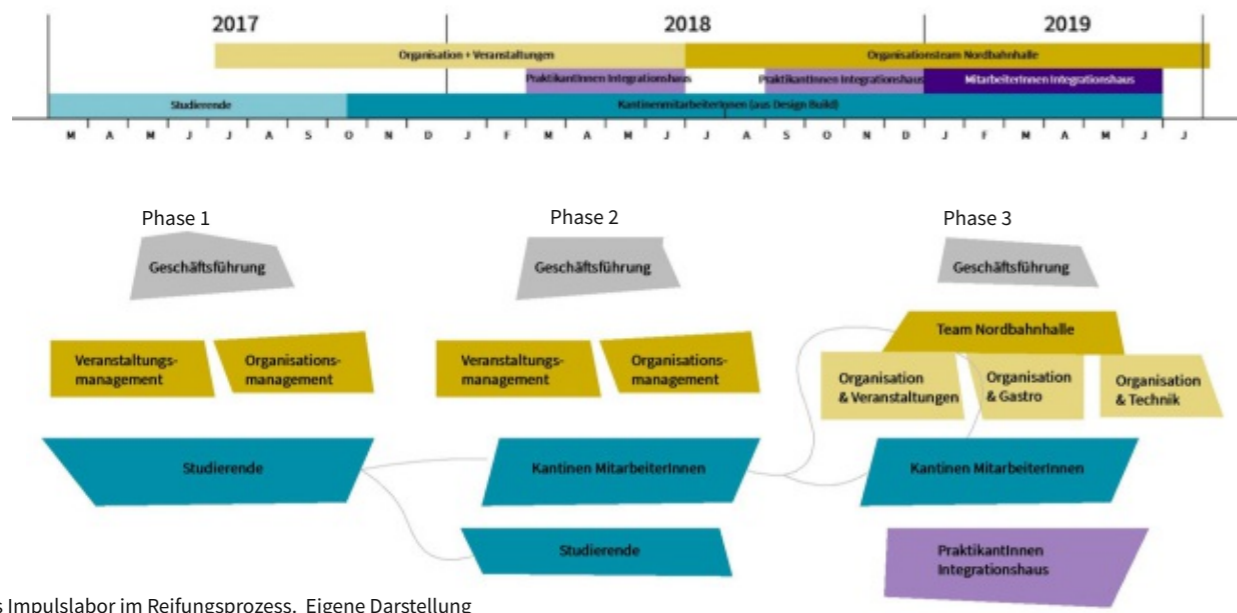 2017 2018 2019
Organisation + Veranstaltungen Organisationsteam Nordbahnhalle
PraktikantInnen Integrationshaus PraktikantInnen Integrationshaus MitarbeiterInnen Integrationshaus
Studierende KantinenmitarbeiterInnen (aus Design Build)
M A M J J A S O N D J F M A M J J A S O N D J F M A M J J
Phase 1 Phase 2 Phase 3
Geschäftsführung Geschäftsführung Geschäftsführung
Team Nordbahnhalle
Veranstaltungs-
management
Organisations-
management
Veranstaltungs-
management
Organisations-
management
Organisation
& Veranstaltungen
Organisation
& Gastro
Organisation
& Technik
Studierende Kantinen MitarbeiterInnen Kantinen MitarbeiterInnen
Studierende
PraktikantInnen
Integrationshaus
s Impulslabor im Reifungsprozess. Eigene Darstellung